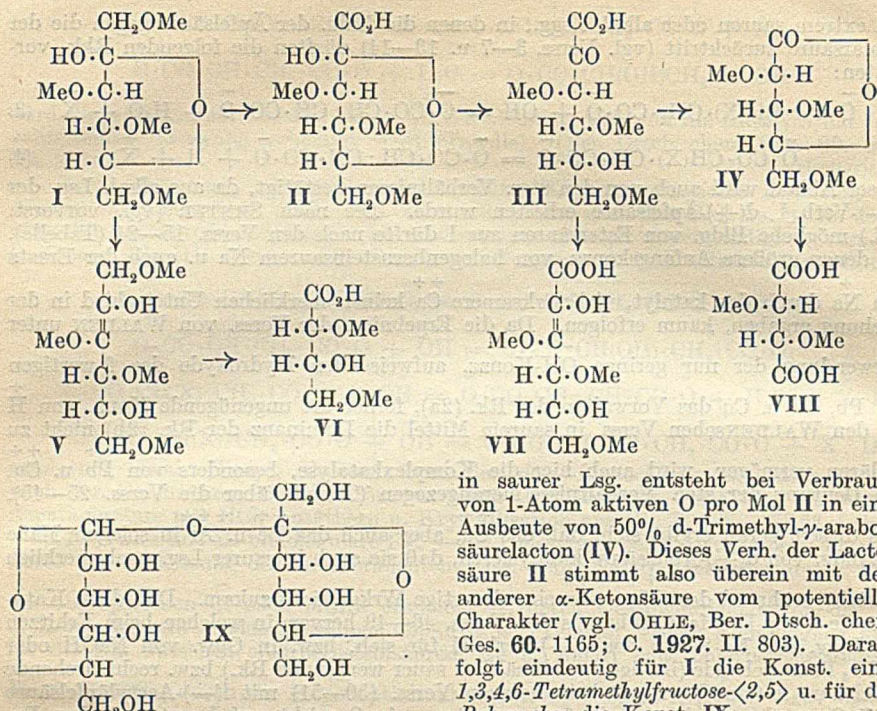 CH₂OMe
HO·C
MeO·C·H
O
H·C·OMe
H·C
I CH₂OMe
CO₂H
HO·C
MeO·C·H
O
H·C·OMe
H·C
II CH₂OMe
CO₂H
CO
MeO·C·H
H·C·OMe
H·C·OH
III CH₂OMe
CO
MeO·C·H
O
H·C·OMe
H·C
IV CH₂OMe
CH₂OMe
C·OH
MeO·C
H·C·OMe
H·C·OH
V CH₂OMe
CO₂H
H·C·OMe
H·C·OH
CH₂OMe
VI
COOH
C·OH
MeO·C
H·C·OMe
H·C·OH
VII CH₂OMe
COOH
MeO·C·H
H·C·OMe
COOH
VIII
CH₂OH
CH O C
CH·OH CH·OH
O CH·OH CH·OH O
CH·OH IX CH
CH CH₂OH
CH₂OH
in saurer Lsg. entsteht bei Verbrau
von 1-Atom aktiven O pro Mol II in ein
Ausbeute von 50% d-Trimethyl-γ-arabo
säurelacton (IV). Dieses Verh. der Lacto
säure II stimmt also überein mit de
anderer α-Ketonsäure vom potentiell
Charakter (vgl. OHLE, Ber. Dtsch. che
Ges. 60. 1165; C. 1927. II. 803). Dara
folgt eindeutig für I die Konst. ein
1,3,4,6-Tetramethylfructose-<2,5> u. für d
die Konst. IX